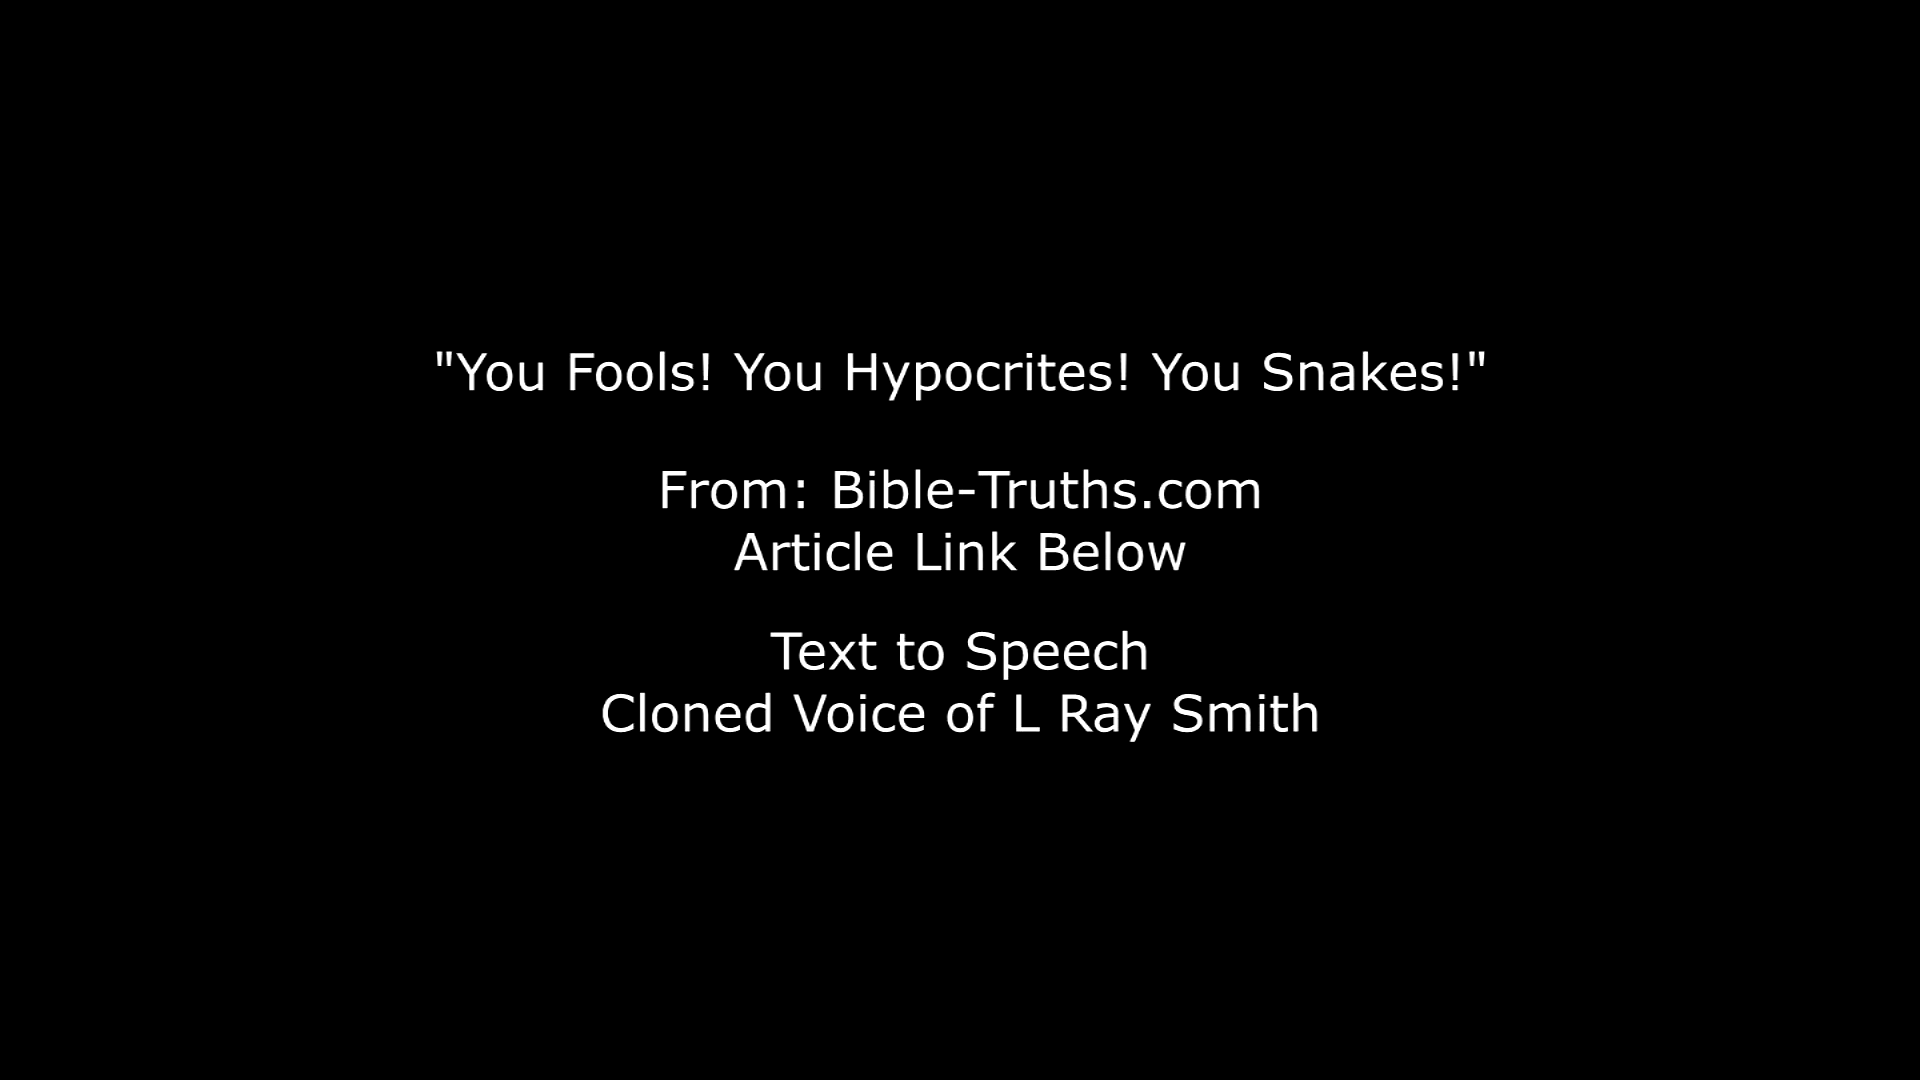 "You Fools! You Hypocrites! You Snakes!"
From: Bible-Truths.com
Article Link Below
Text to Speech
Cloned Voice of L Ray Smith